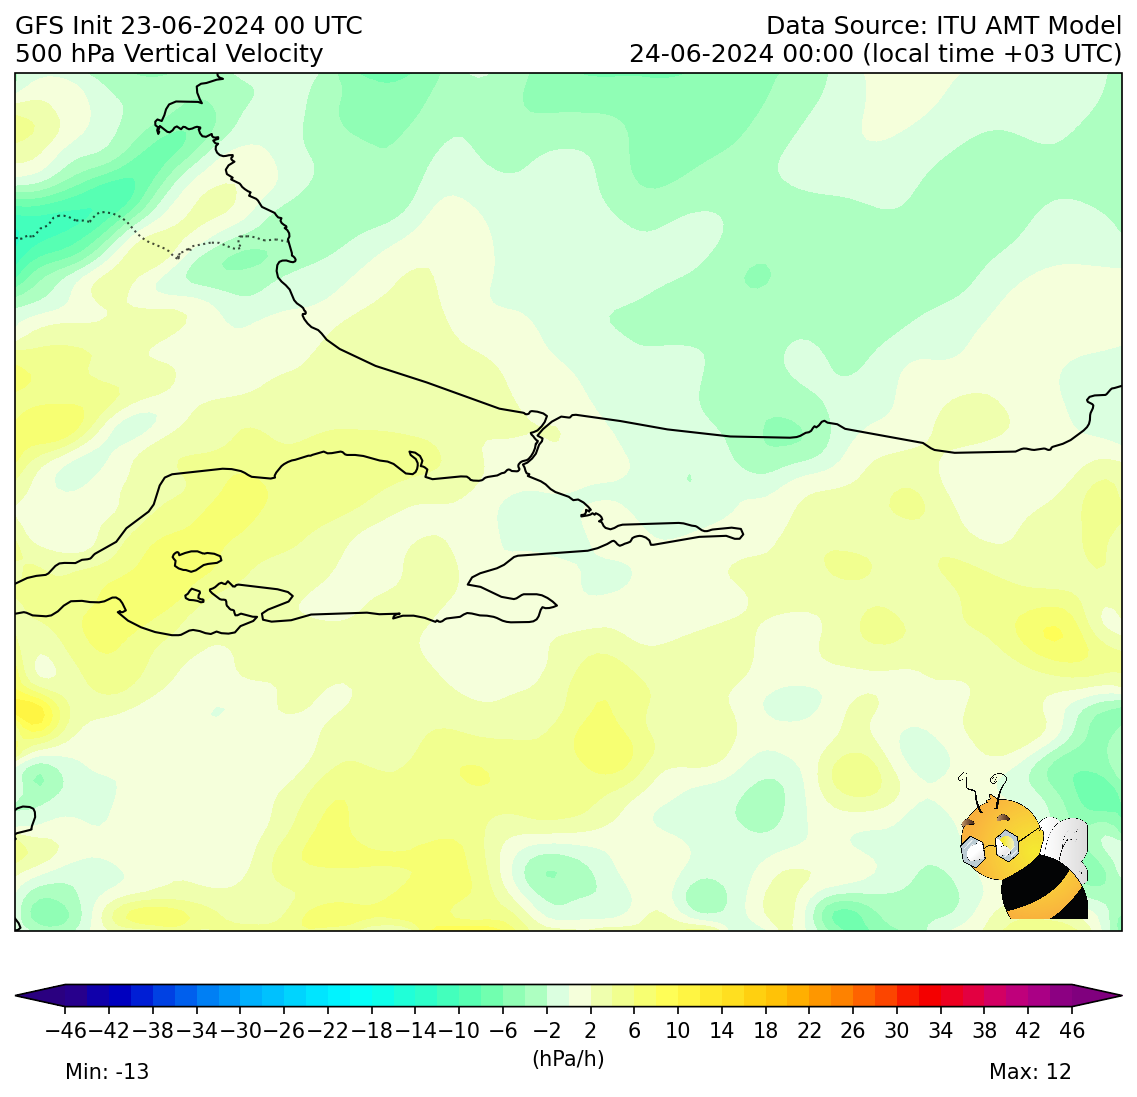 GFS Init 23-06-2024 00 UTC
Data Source: ITU AMT Model
500 hPa Vertical Velocity
24-06-2024 00:00 (local time +03 UTC)
−46 −42 −38 −34 −30 −26 −22 −18 −14 −10 −6 −2 2 6 10 14 18 22 26 30 34 38 42 46
(hPa/h)
Min: -13
Max: 12